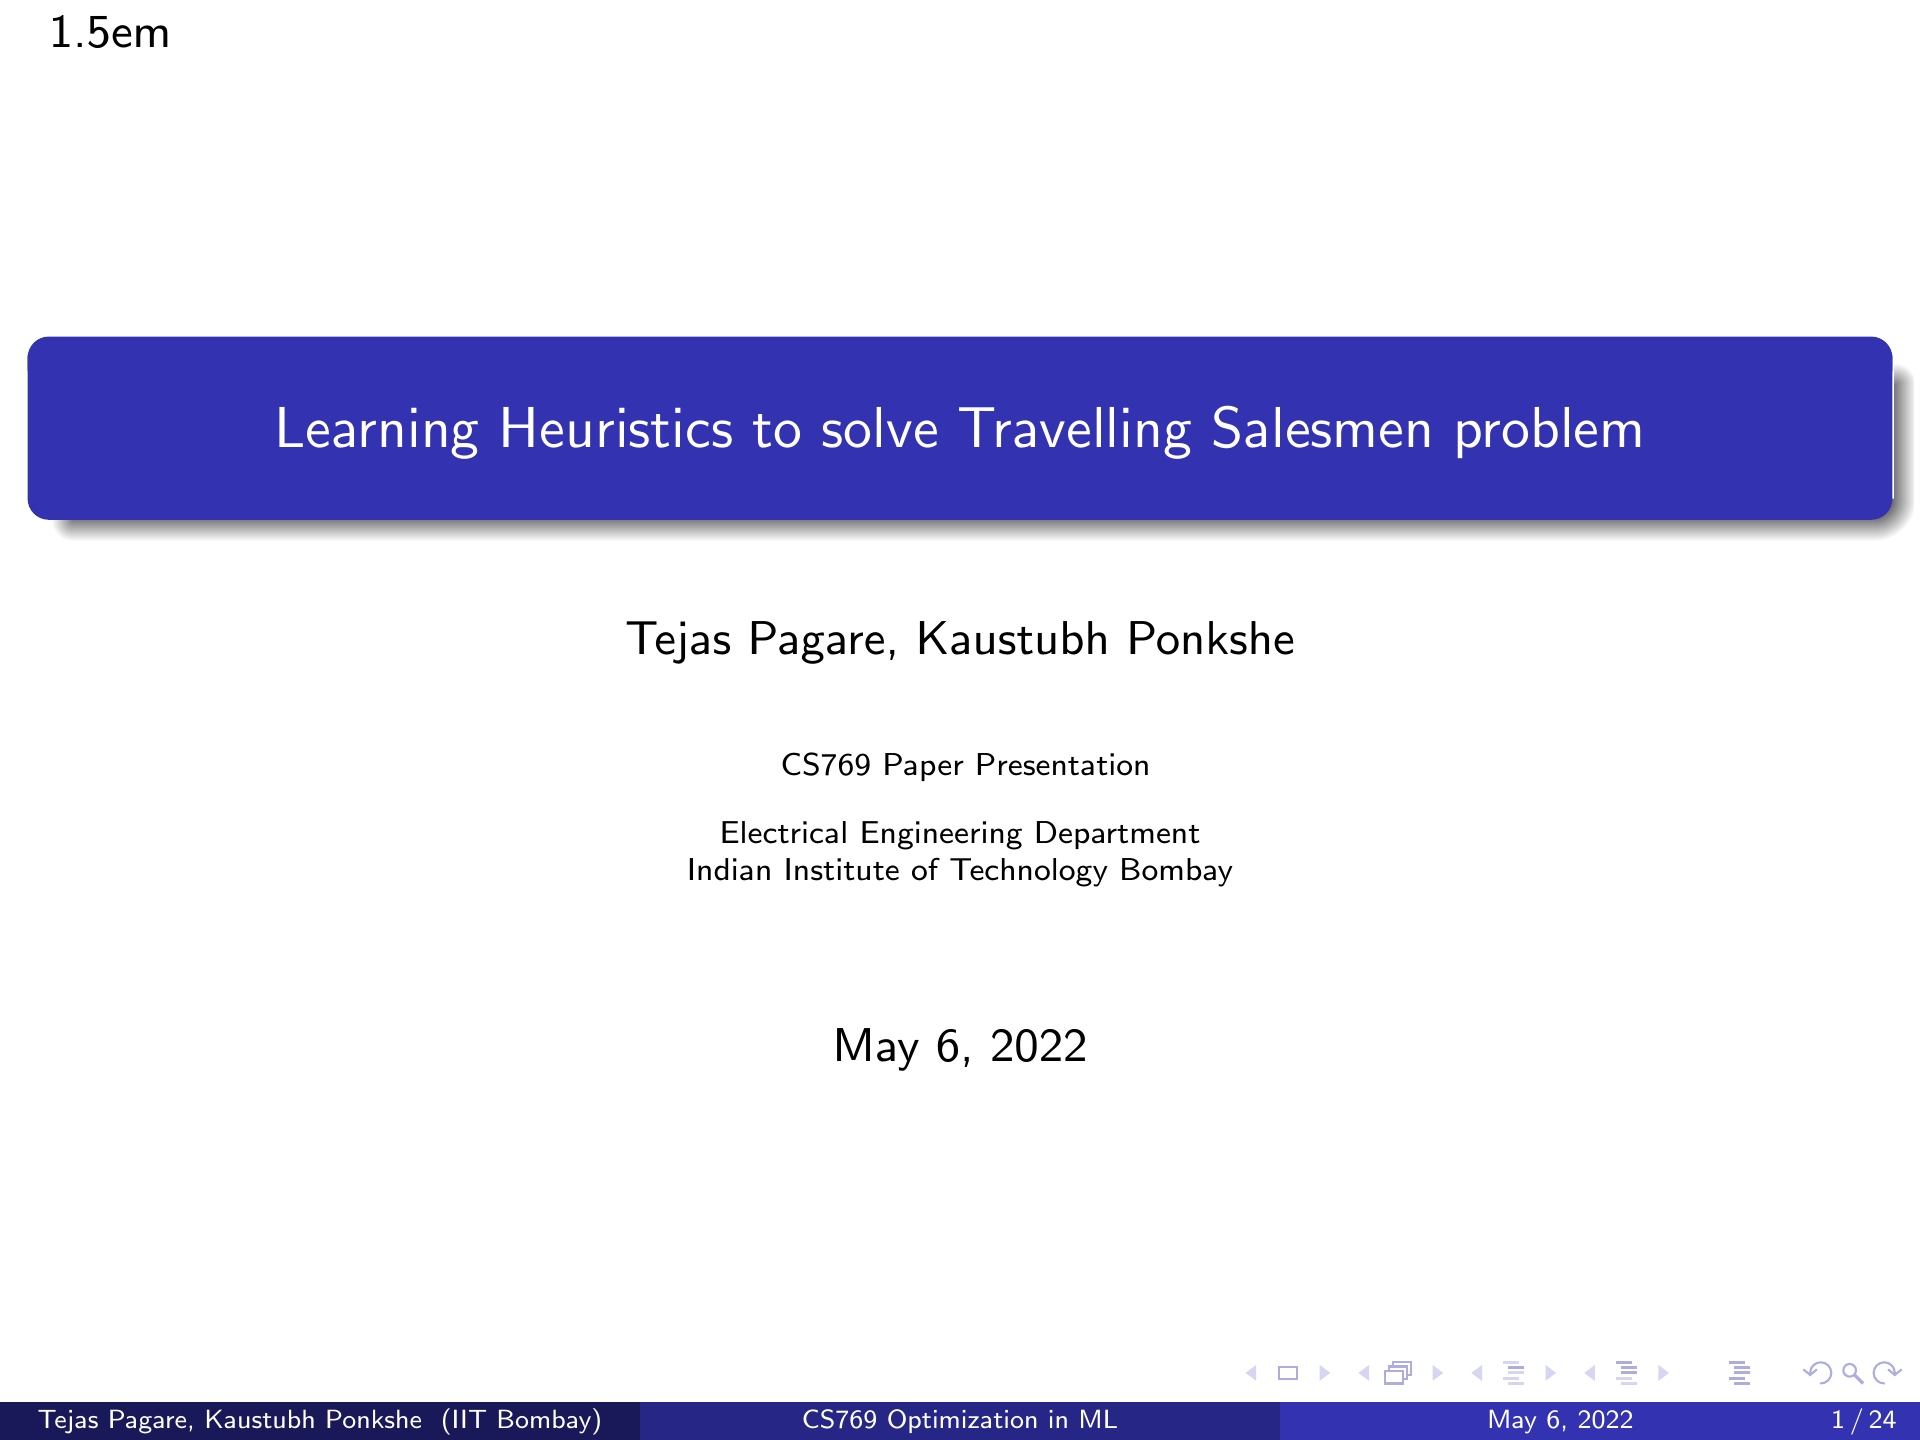 1.5em
Learning Heuristics to solve Travelling Salesmen problem
Tejas Pagare, Kaustubh Ponkshe
CS769 Paper Presentation
Electrical Engineering Department
Indian Institute of Technology Bombay
May 6, 2022
Tejas Pagare, Kaustubh Ponkshe (IIT Bombay) CS769 Optimization in ML May 6, 2022 1 / 24